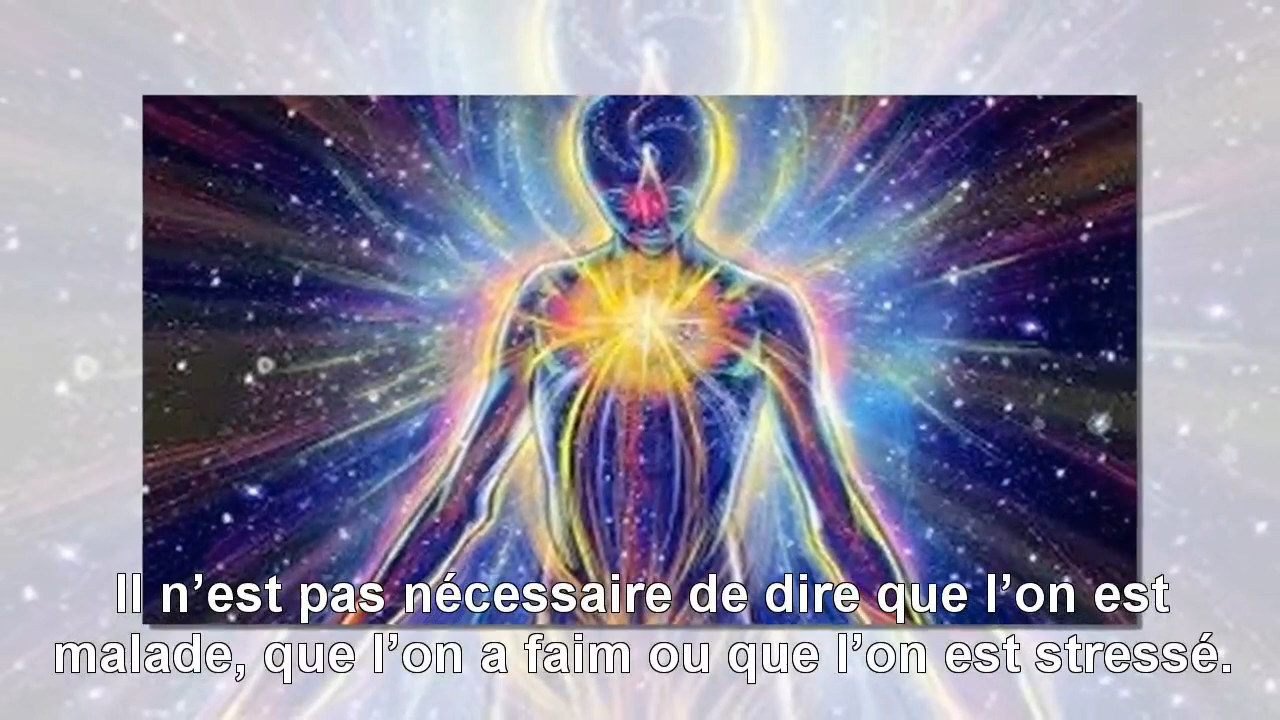 Il n’est pas nécessaire de dire que l’on est
malade, que l’on a faim ou que l’on est stressé.